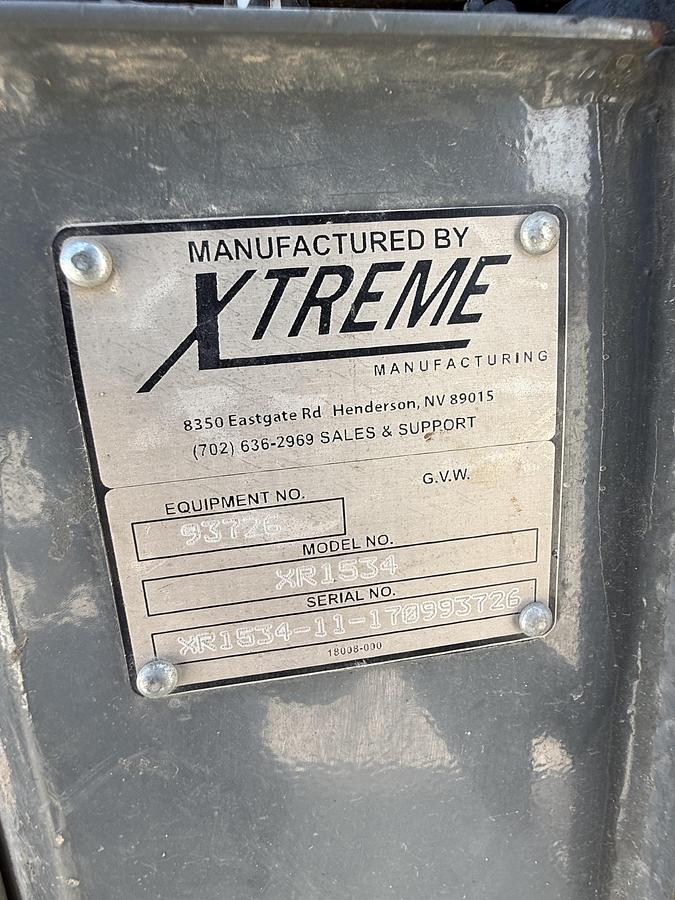 MANUFACTURED BY
XTREME
MANUFACTURING
8350 Eastgate Rd Henderson, NV 89015
(702) 636-2969 SALES & SUPPORT
G.V.W.
EQUIPMENT NO.
93726
MODEL NO.
XR1534
SERIAL NO.
XR1534-11-170993726
18008-000